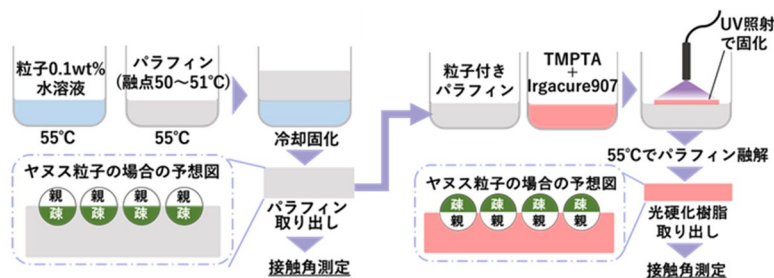 粒子0.1wt%
水溶液
55℃
パラフィン
(融点50～51℃)
55℃
冷却固化
パラフィン
取り出し
接触角測定
ヤヌス粒子の場合の予想図
親 親 親 親
疎 疎 疎 疎
粒子付き
パラフィン
TMPTA
+
Irgacure907
UV照射
で固化
55℃でパラフィン融解
光硬化樹脂
取り出し
接触角測定
ヤヌス粒子の場合の予想図
疎 疎 疎 疎
親 親 親 親